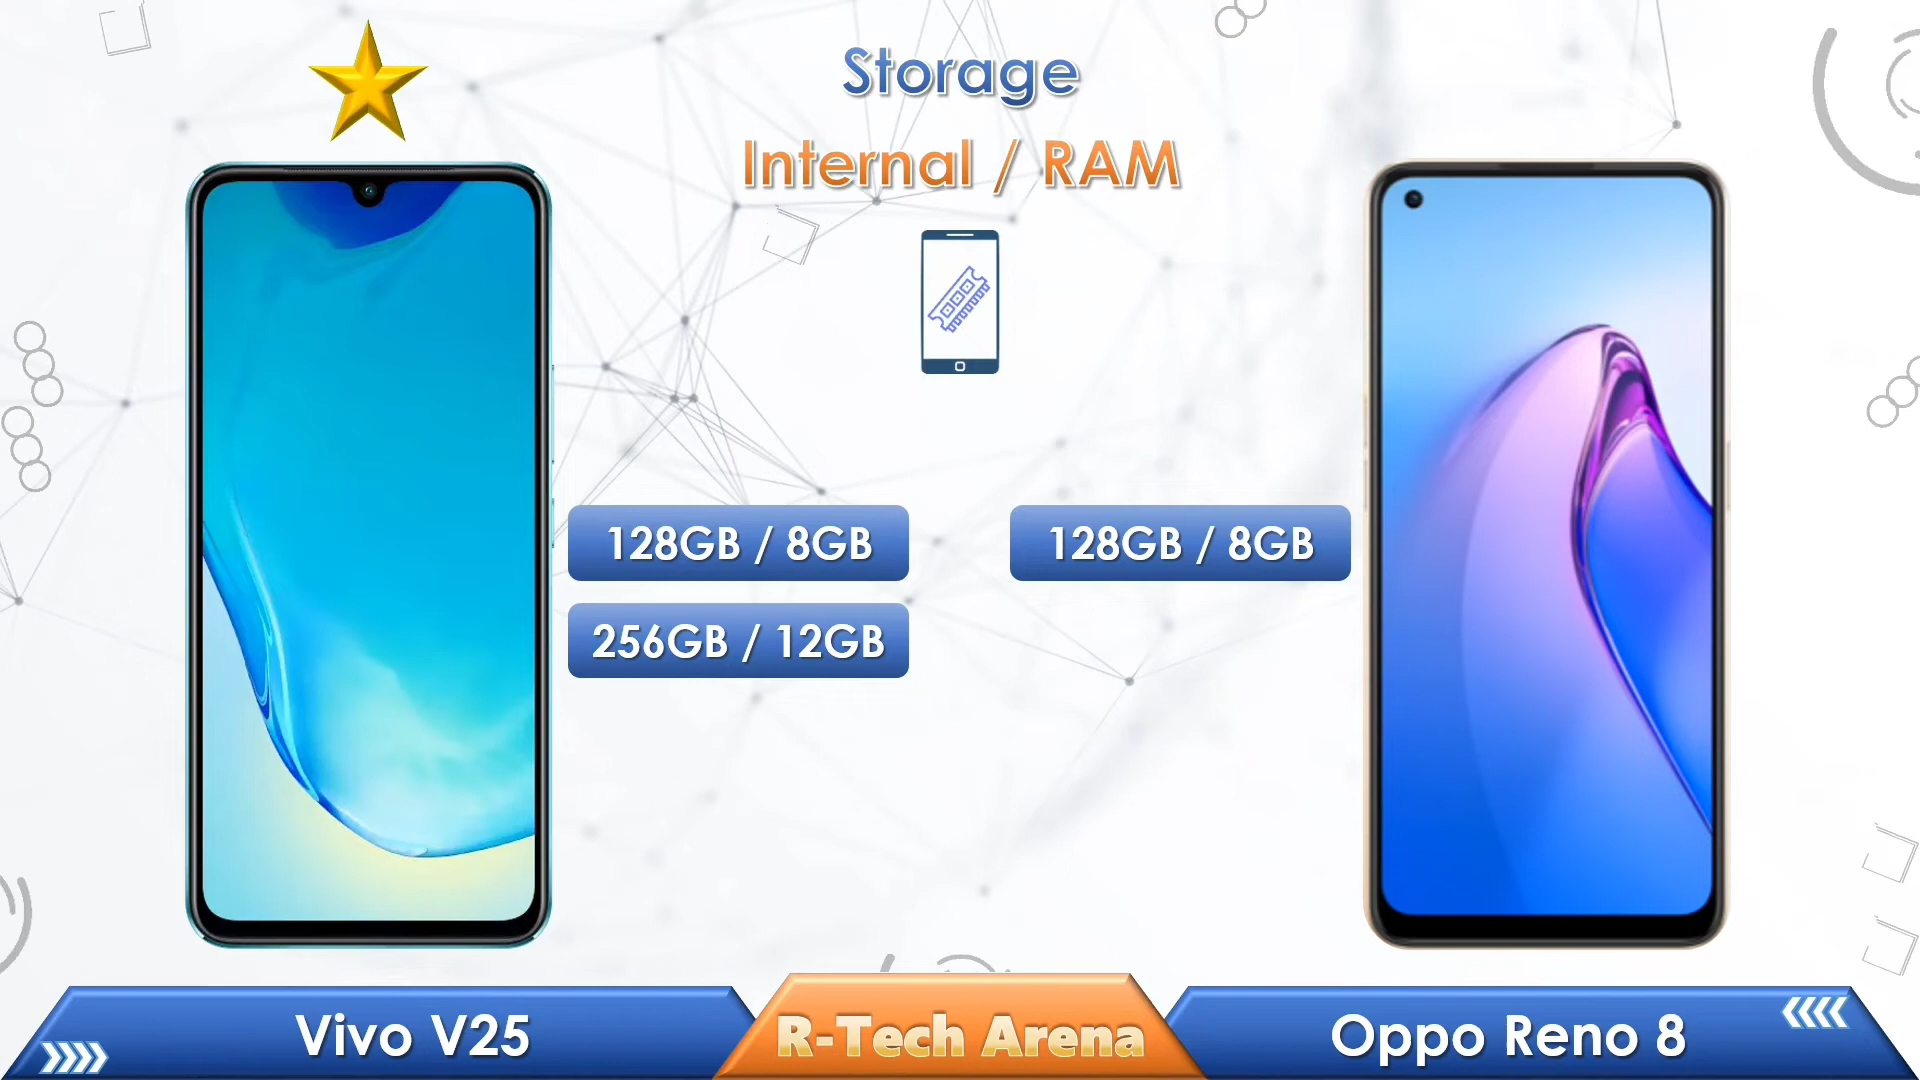 Storage
Internal / RAM
128GB / 8GB
128GB / 8GB
256GB / 12GB
Vivo V25
R-Tech Arena
Oppo Reno 8